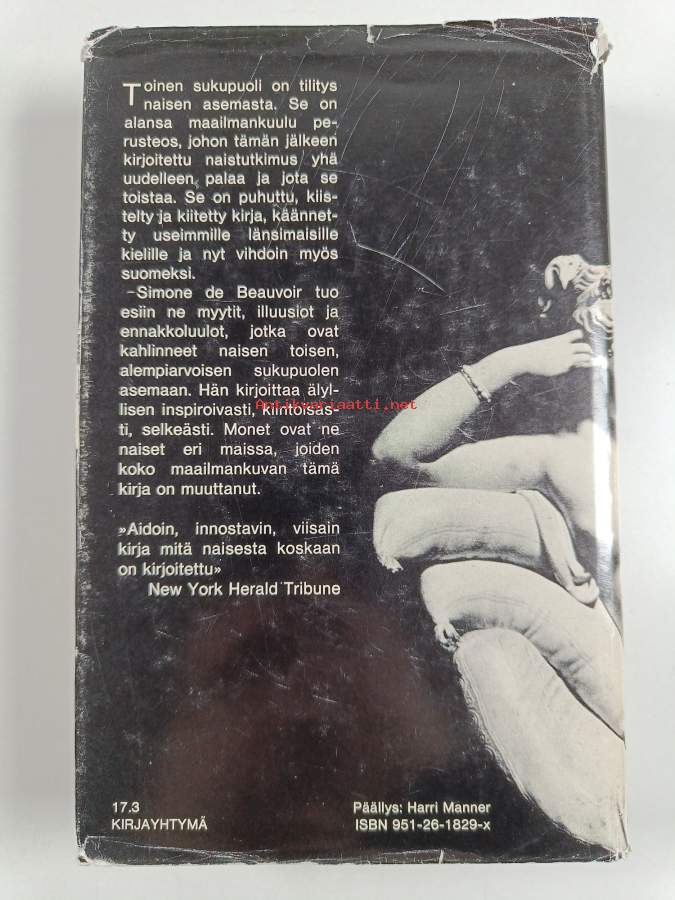 Toinen sukupuoli on tilitys
naisen asemasta. Se on
alansa maailmankuulu pe-
rusteos, johon tämän jälkeen
kirjoitettu naistutkimus yhä
uudelleen palaa ja jota se
toistaa. Se on puhuttu, kiis-
telty ja kiitetty kirja, käännet-
ty useimmille länsimaisille
kielille ja nyt vihdoin myös
suomeksi.
–Simone de Beauvoir tuo
esiin ne myytit, illuusiot ja
ennakkoluulot, jotka ovat
kahlinneet naisen toisen,
alempiarvoisen sukupuolen
asemaan. Hän kirjoittaa älyl-
lisen inspiroivasti, kiintoisas-
ti, selkeästi. Monet ovat ne
naiset eri maissa, joiden
koko maailmankuvan tämä
kirja on muuttanut.
»Aidoin, innostavin, viisain
kirja mitä naisesta koskaan
on kirjoitettu»
New York Herald Tribune
Antikvariaatti.net
17.3
KIRJAYHTYMÄ
Päällys: Harri Manner
ISBN 951-26-1829-x